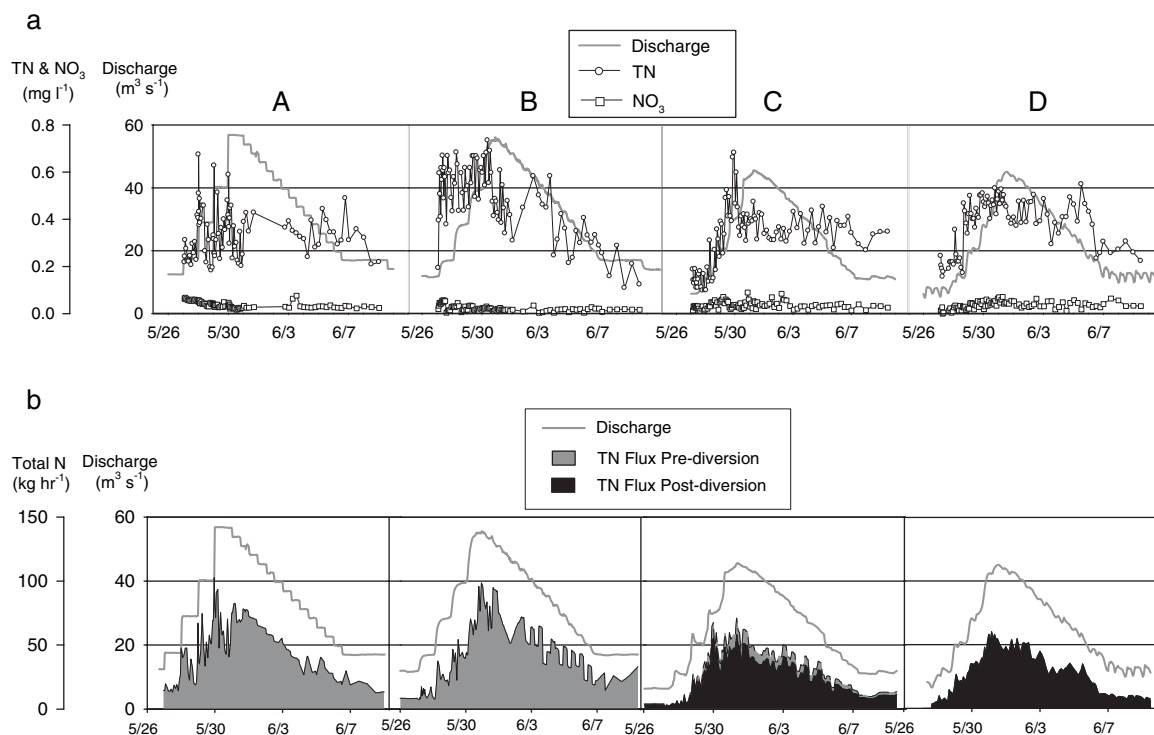 a
TN & NO3 (mg l-1)
Discharge (m3 s-1)
Discharge
TN
NO3
A B C D
0.8
0.6
0.4
0.2
0.0
60
40
20
0
5/26 5/30 6/3 6/7 5/26 5/30 6/3 6/7 5/26 5/30 6/3 6/7 5/26 5/30 6/3 6/7
b
Total N (kg hr-1)
Discharge (m3 s-1)
Discharge
TN Flux Pre-diversion
TN Flux Post-diversion
150
100
50
0
60
40
20
0
5/26 5/30 6/3 6/7 5/26 5/30 6/3 6/7 5/26 5/30 6/3 6/7 5/26 5/30 6/3 6/7